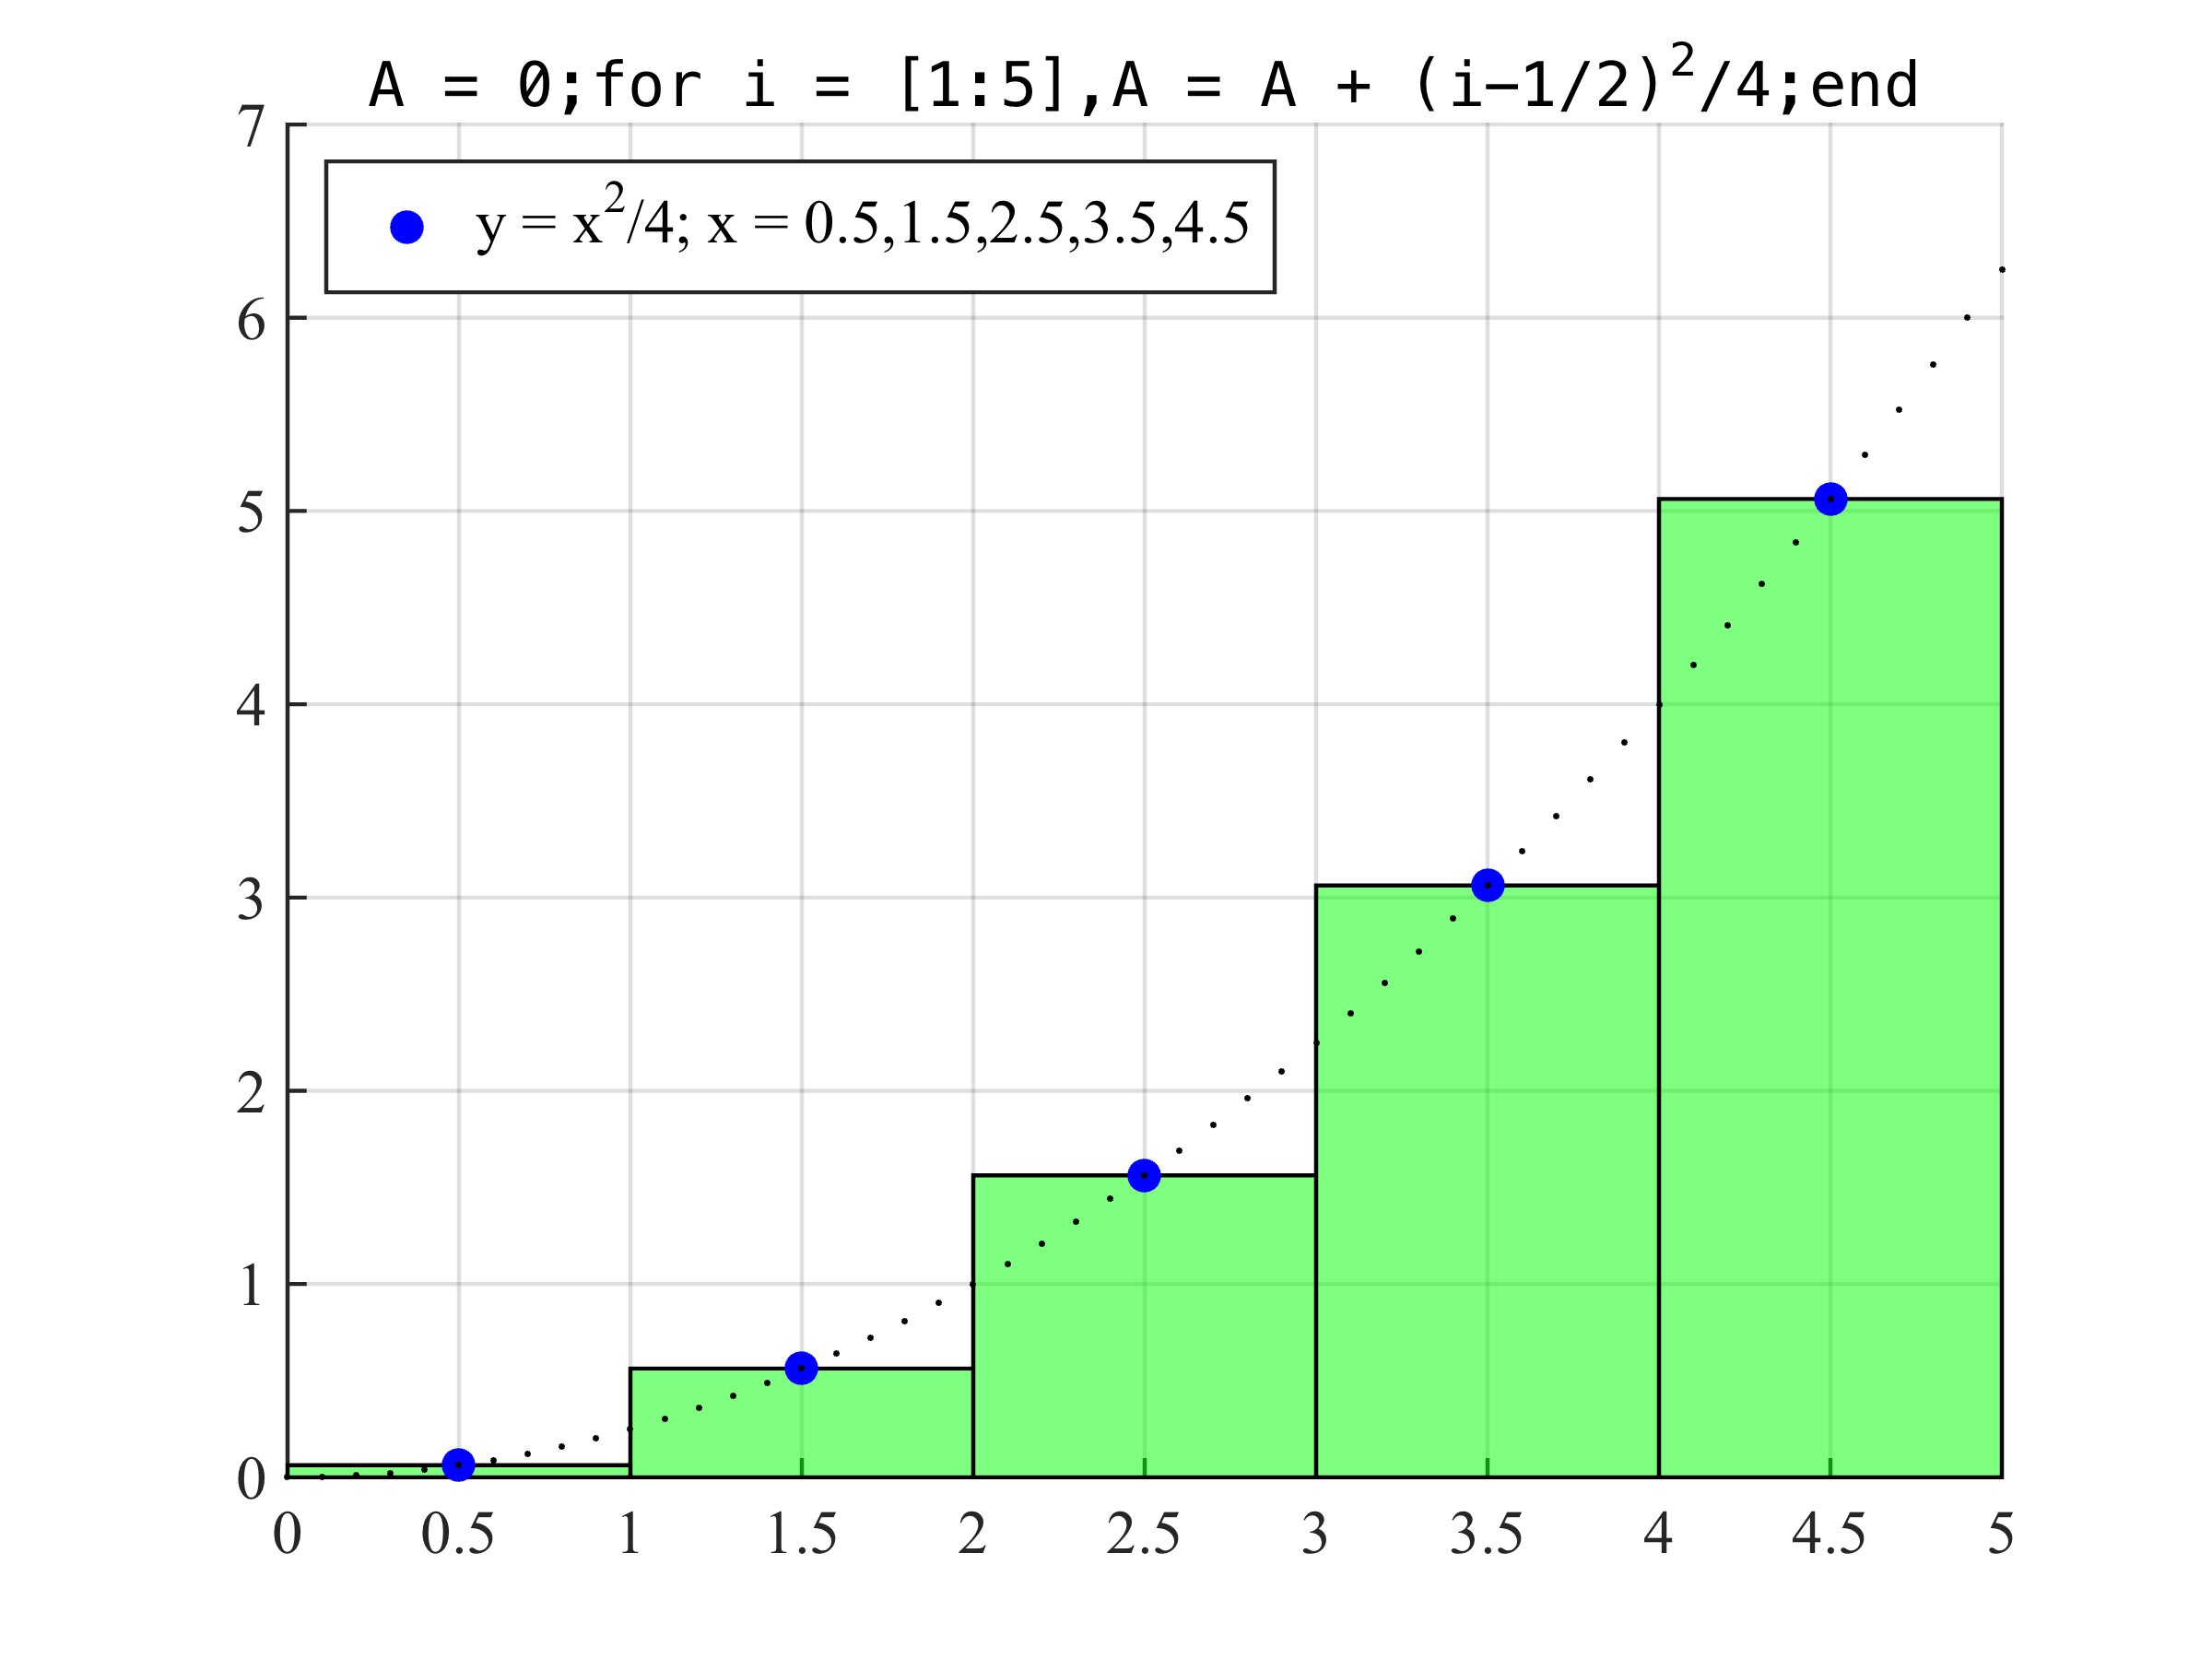 A = 0;for i = [1:5],A = A + (i−1/2)²/4;end
7
y = x²/4; x = 0.5,1.5,2.5,3.5,4.5
6
5
4
3
2
1
0
0 0.5 1 1.5 2 2.5 3 3.5 4 4.5 5